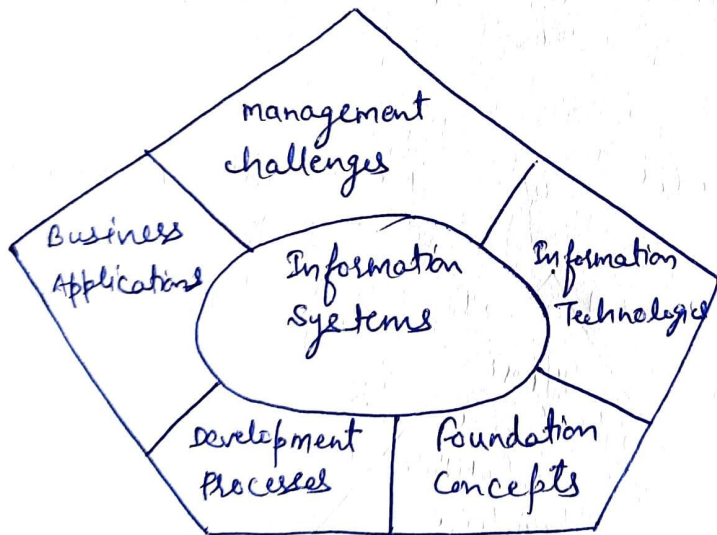 management
challenges
Business
Applications
Information
Systems
Information
Technologies
Development
Processes
Foundation
Concepts